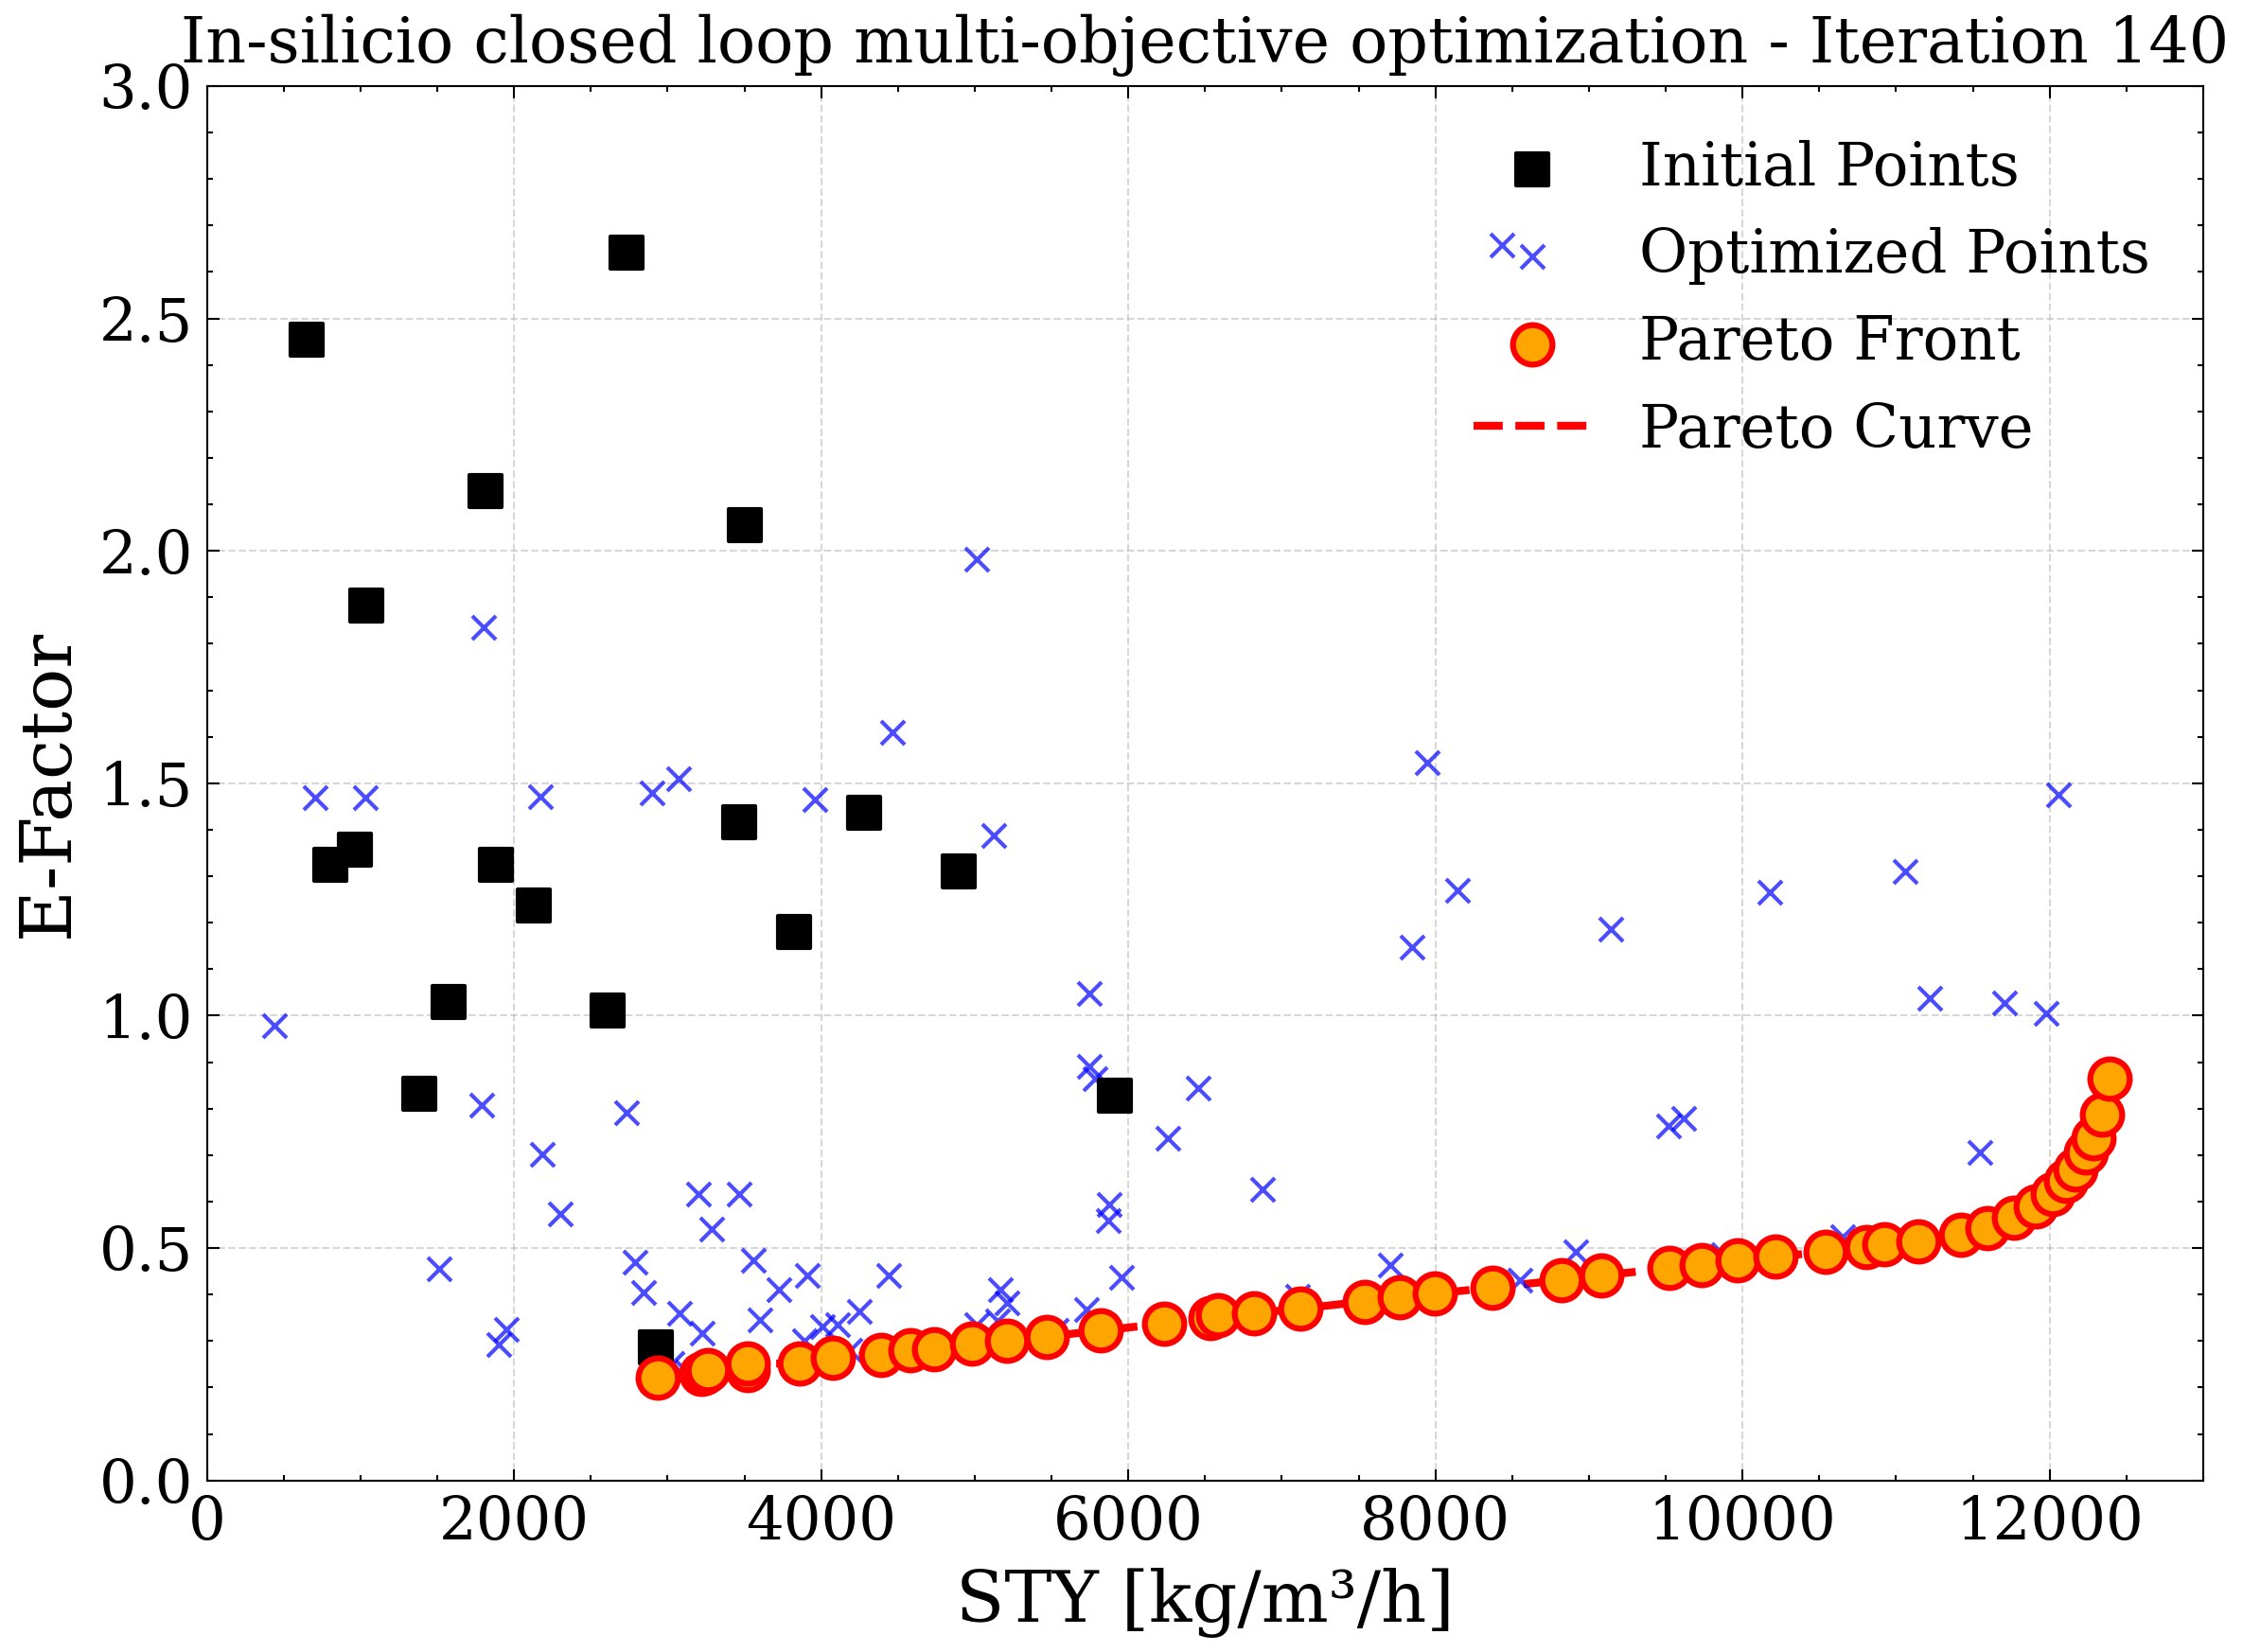 In-silicio closed loop multi-objective optimization - Iteration 140
3.0
2.5
2.0
1.5
1.0
0.5
0.0
E-Factor
Initial Points
Optimized Points
Pareto Front
Pareto Curve
0 2000 4000 6000 8000 10000 12000
STY [kg/m³/h]